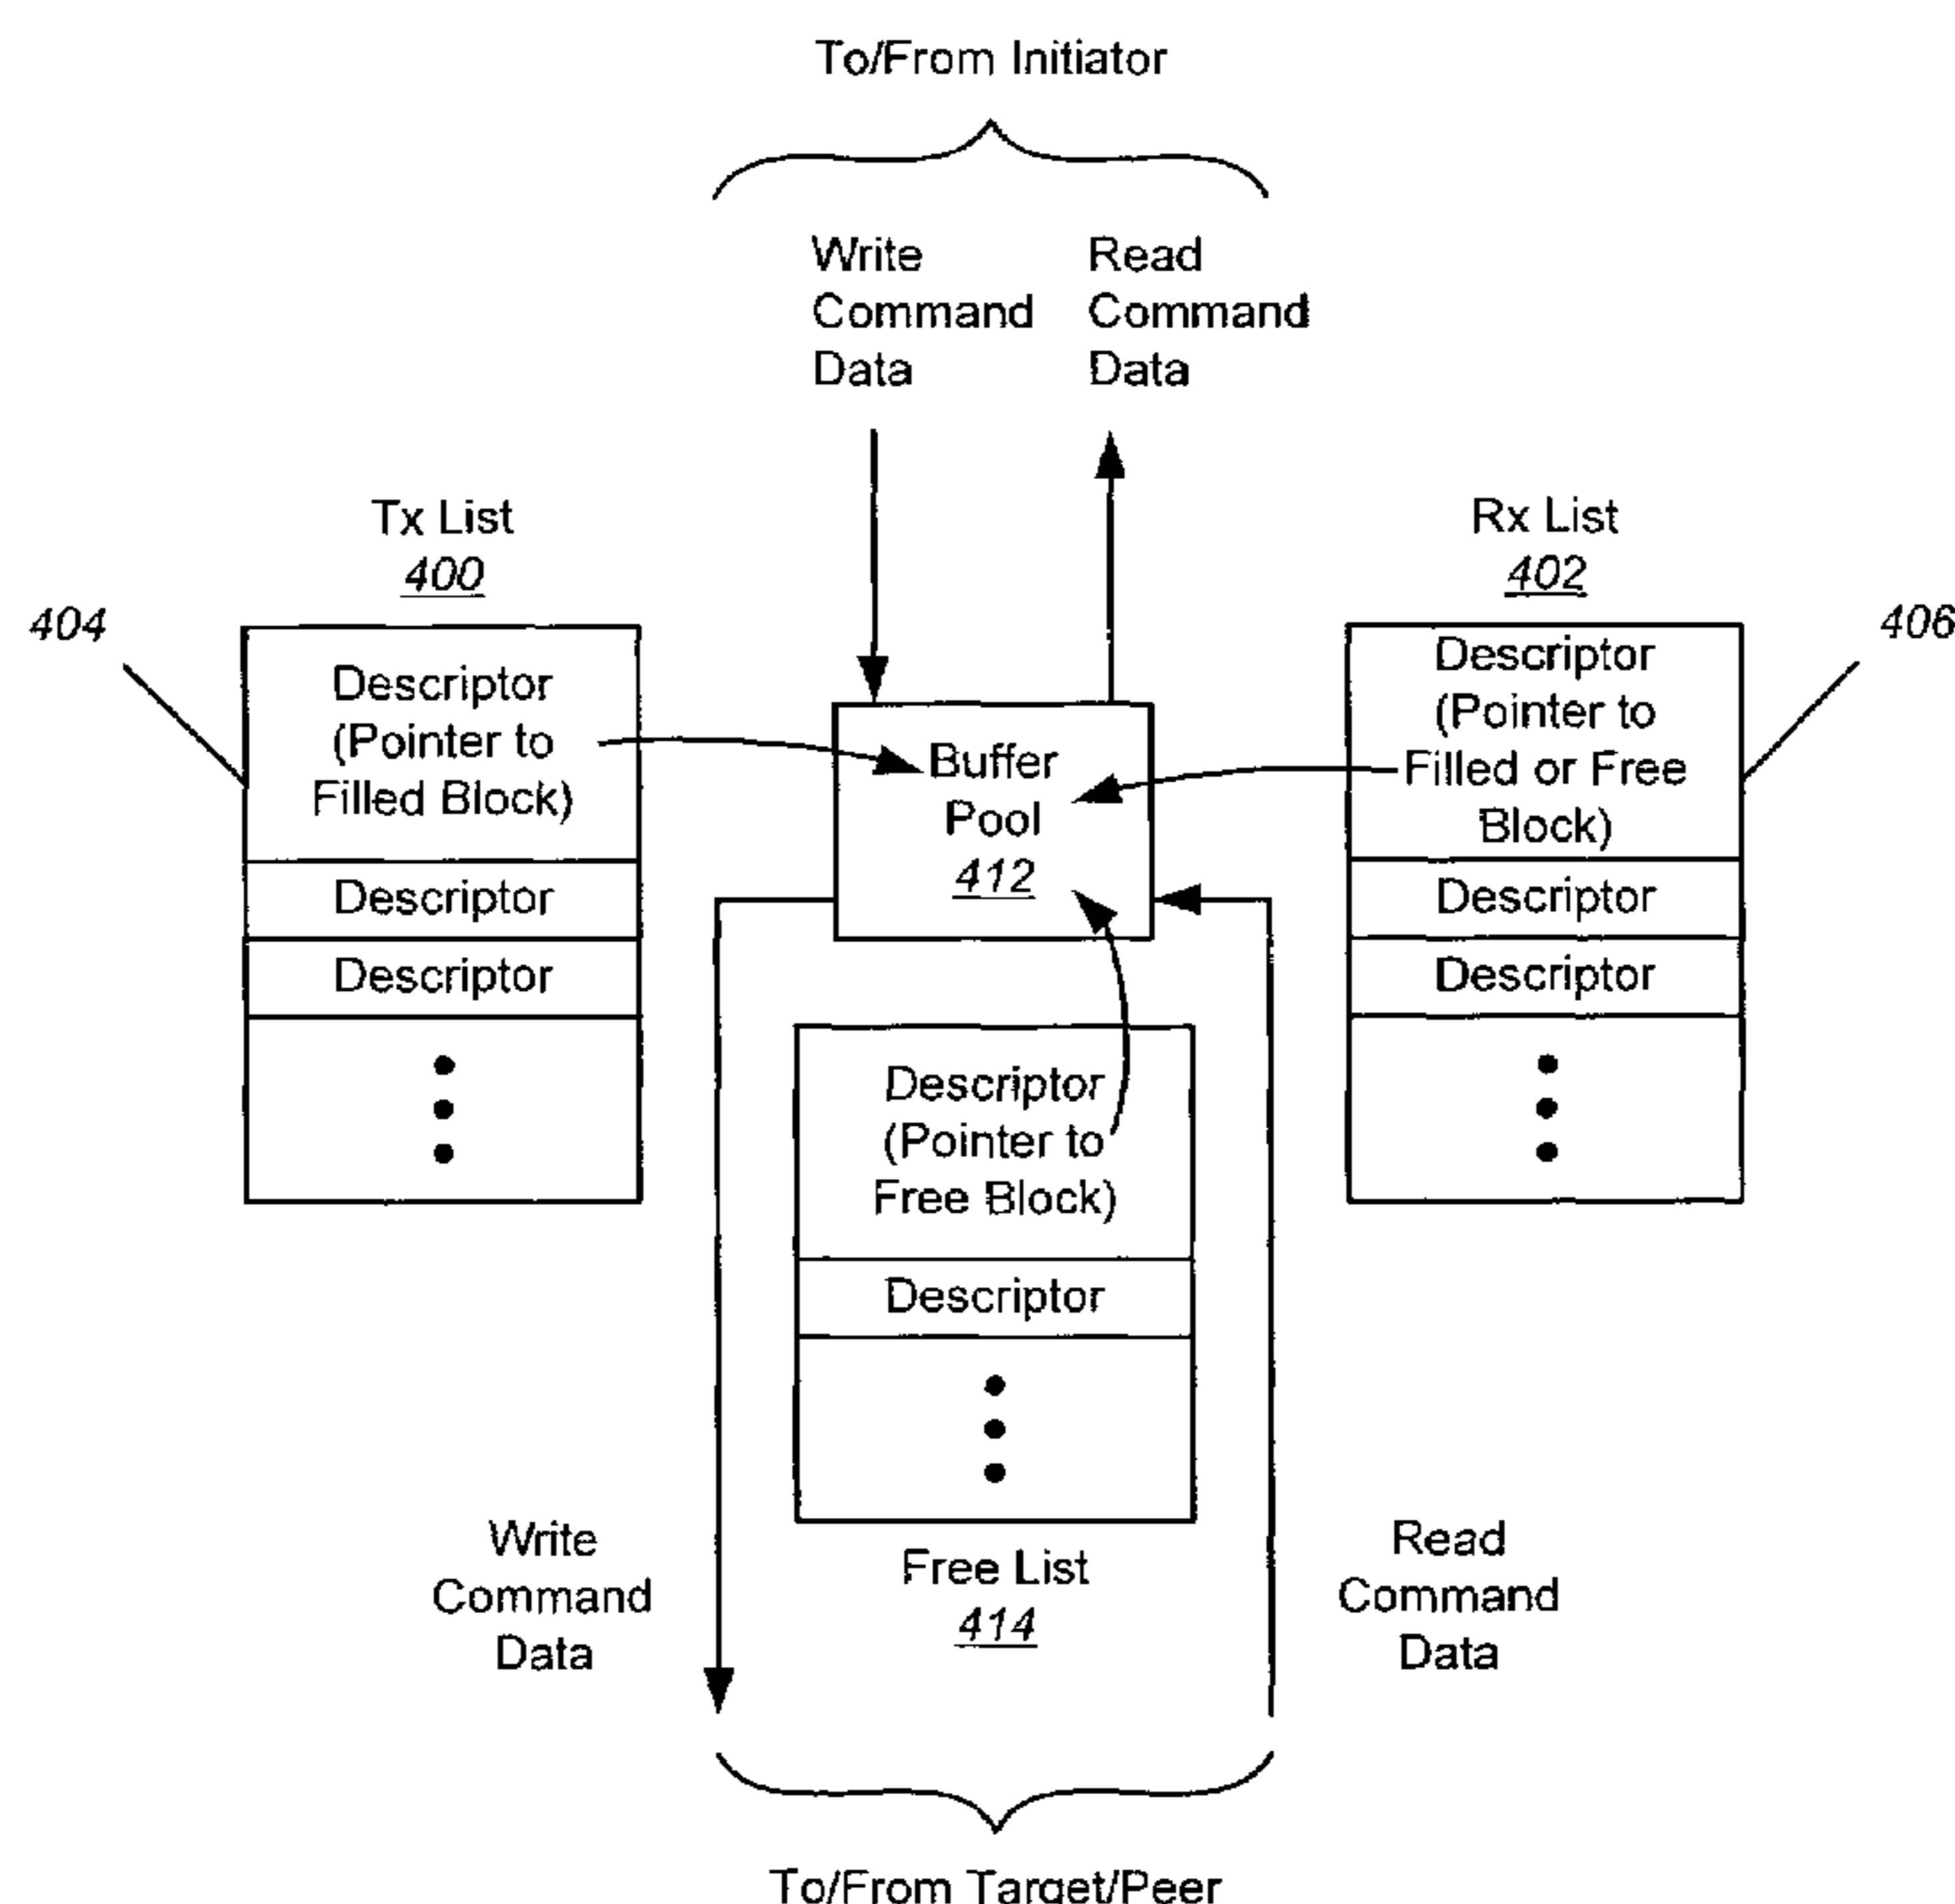 To/From Initiator
Write
Command
Data
Read
Command
Data
Tx List
400
404
Descriptor
(Pointer to
Filled Block)
Descriptor
Descriptor
Buffer
Pool
412
Rx List
402
406
Descriptor
(Pointer to
Filled or Free
Block)
Descriptor
Descriptor
Descriptor
(Pointer to
Free Block)
Descriptor
Free List
414
Write
Command
Data
Read
Command
Data
To/From Target/Peer